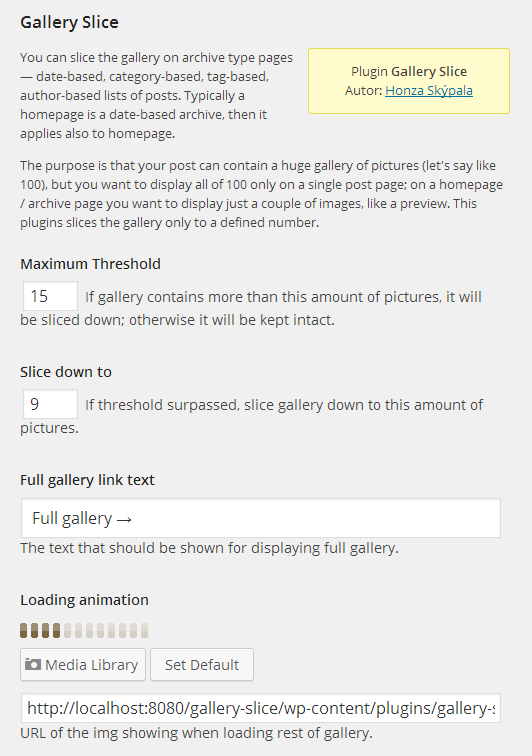 Gallery Slice
You can slice the gallery on archive type pages
— date-based, category-based, tag-based,
author-based lists of posts. Typically a
homepage is a date-based archive, then it
applies also to homepage.
Plugin Gallery Slice
Autor: Honza Skýpala
The purpose is that your post can contain a huge gallery of pictures (let's say like
100), but you want to display all of 100 only on a single post page; on a homepage
/ archive page you want to display just a couple of images, like a preview. This
plugins slices the gallery only to a defined number.
Maximum Threshold
15 If gallery contains more than this amount of pictures, it will
be sliced down; otherwise it will be kept intact.
Slice down to
9 If threshold surpassed, slice gallery down to this amount of
pictures.
Full gallery link text
Full gallery →
The text that should be shown for displaying full gallery.
Loading animation
Media Library Set Default
http://localhost:8080/gallery-slice/wp-content/plugins/gallery-s
URL of the img showing when loading rest of gallery.